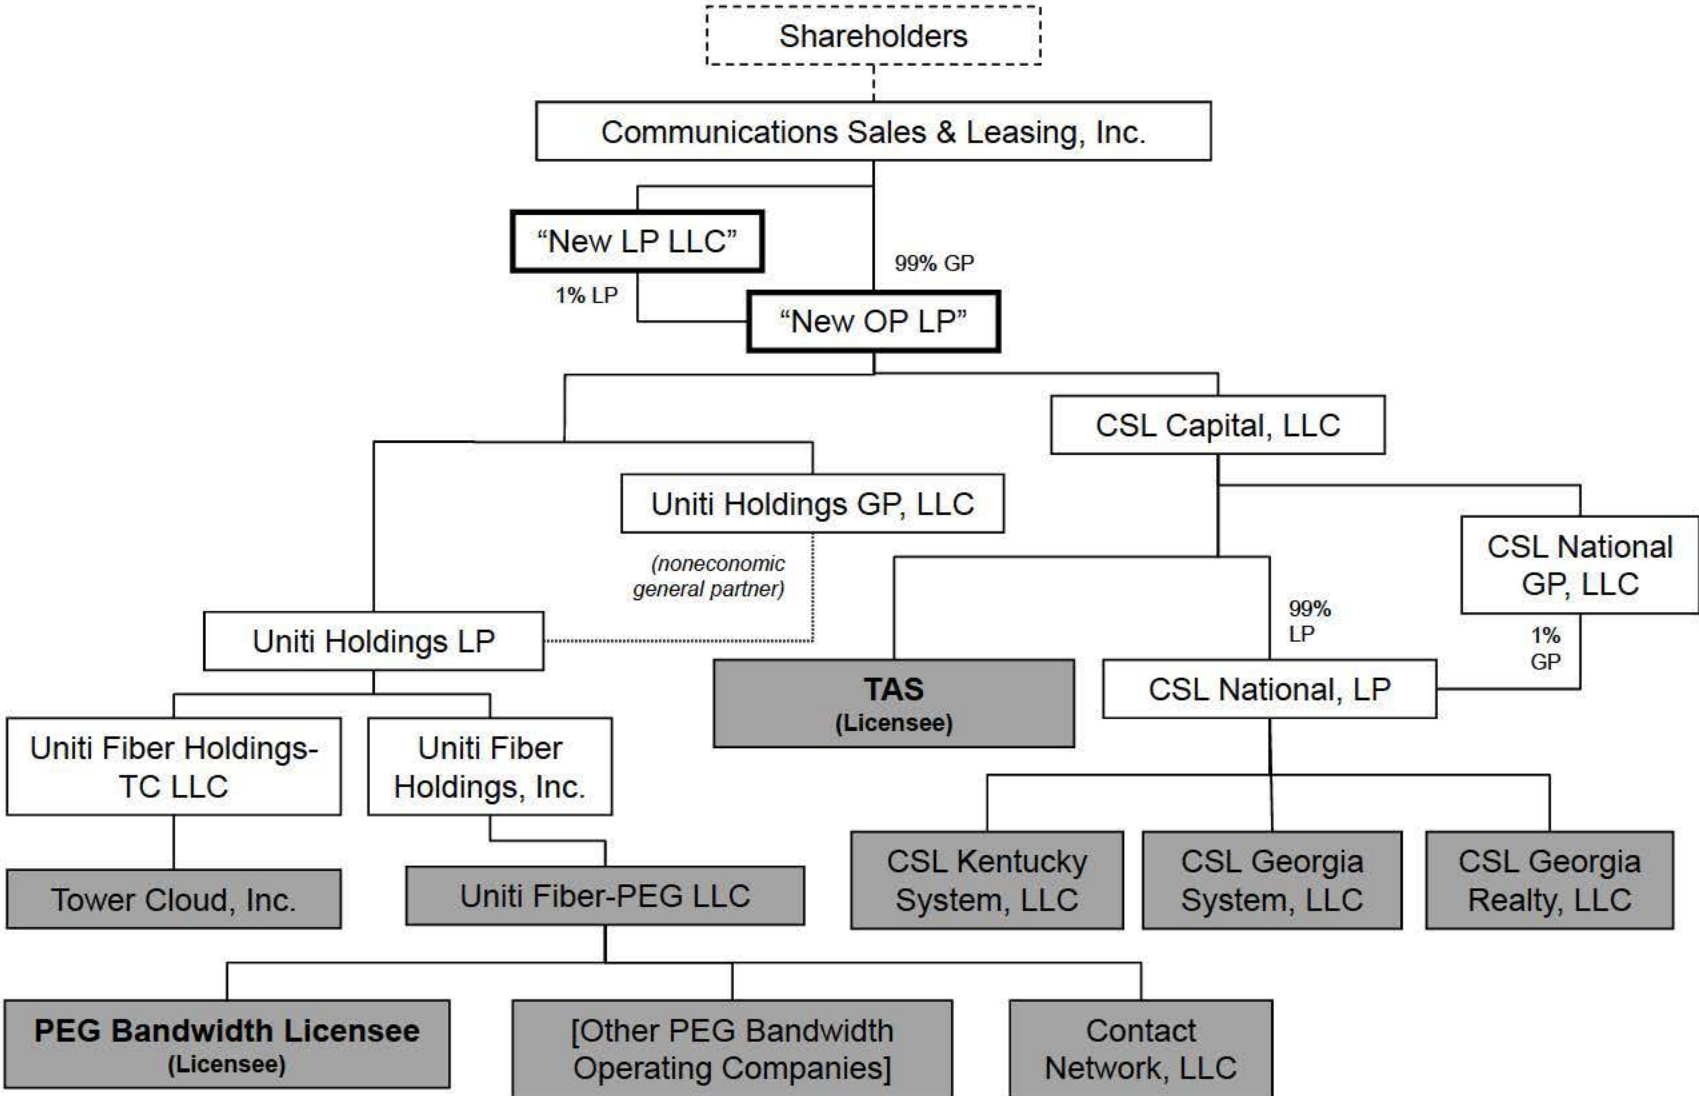 Shareholders
Communications Sales & Leasing, Inc.
“New LP LLC”
99% GP
1% LP
“New OP LP”
CSL Capital, LLC
Uniti Holdings GP, LLC
CSL National
GP, LLC
(noneconomic
general partner)
99%
LP
1%
GP
Uniti Holdings LP
TAS
(Licensee)
CSL National, LP
Uniti Fiber Holdings-
TC LLC
Uniti Fiber
Holdings, Inc.
CSL Kentucky
System, LLC
CSL Georgia
System, LLC
CSL Georgia
Realty, LLC
Tower Cloud, Inc.
Uniti Fiber-PEG LLC
PEG Bandwidth Licensee
(Licensee)
[Other PEG Bandwidth
Operating Companies]
Contact
Network, LLC